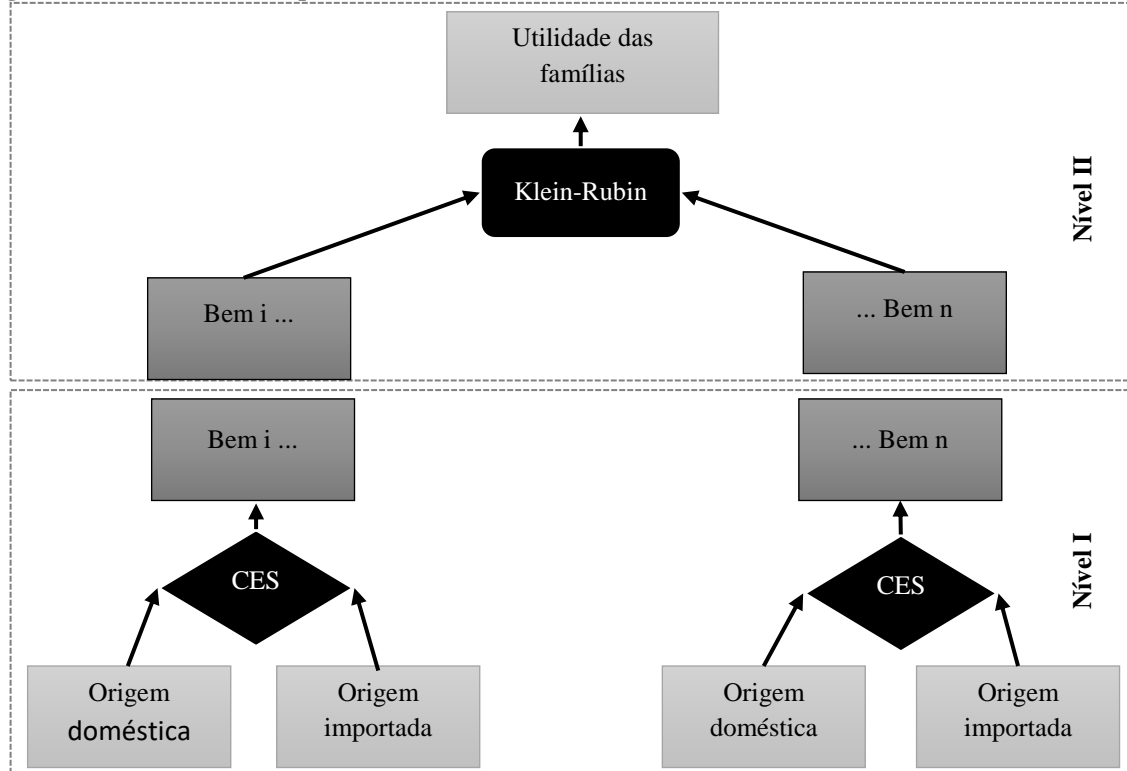 Utilidade das
famílias
Klein-Rubin
Nível II
Bem i ...
... Bem n
Bem i ...
... Bem n
Nível I
CES
CES
Origem
doméstica
Origem
importada
Origem
doméstica
Origem
importada